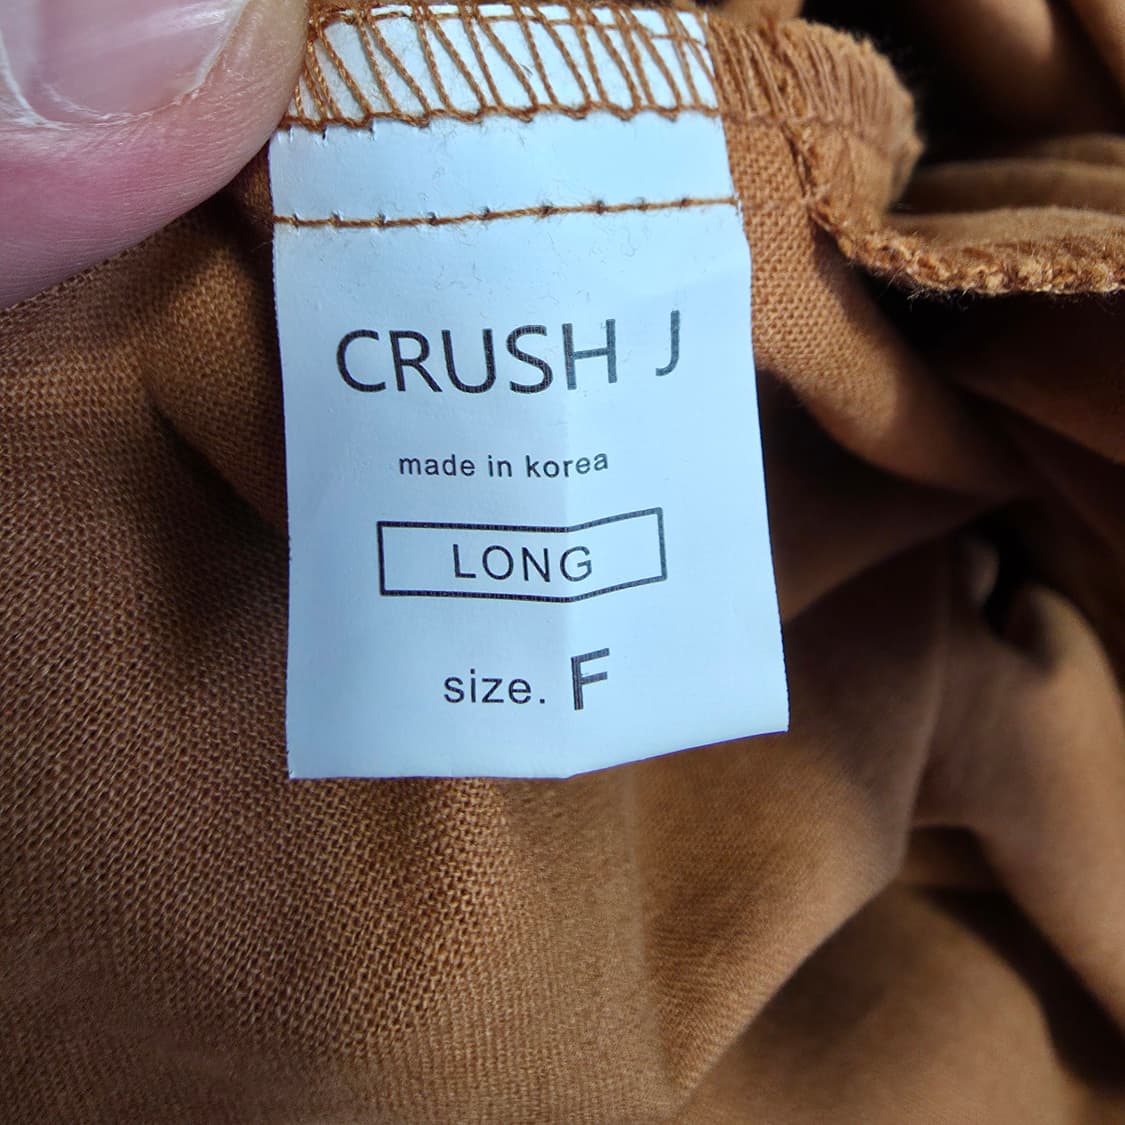 CRUSH J
made in korea
LONG
size. F